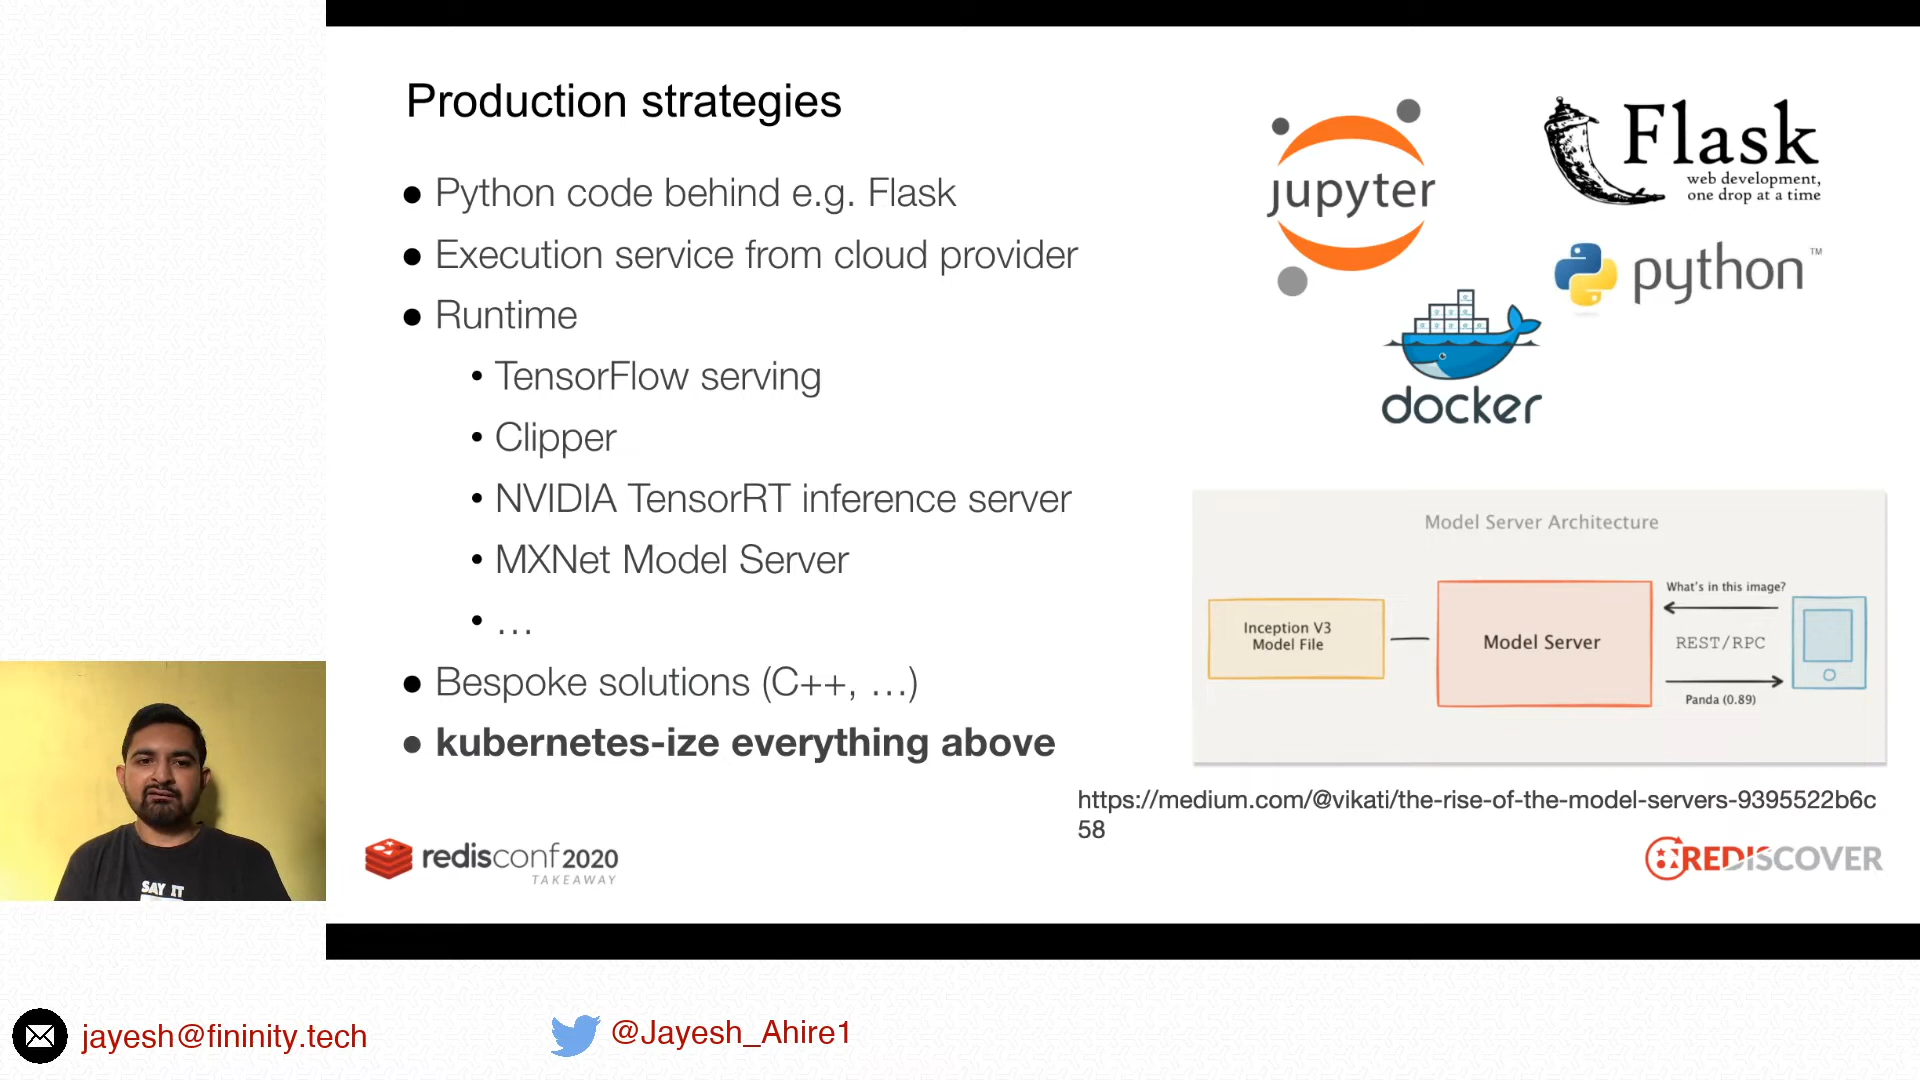 Production strategies
● Python code behind e.g. Flask
● Execution service from cloud provider
● Runtime
• TensorFlow serving
• Clipper
• NVIDIA TensorRT inference server
• MXNet Model Server
• …
● Bespoke solutions (C++, …)
● kubernetes-ize everything above
jupyter
Flask
web development,
one drop at a time
python™
docker
Model Server Architecture
Inception V3
Model File
Model Server
What's in this image?
REST/RPC
Panda (0.89)
https://medium.com/@vikati/the-rise-of-the-model-servers-9395522b6c
58
redisconf 2020
TAKEAWAY
REDISCOVER
SAY IT
jayesh@fininity.tech
@Jayesh_Ahire1